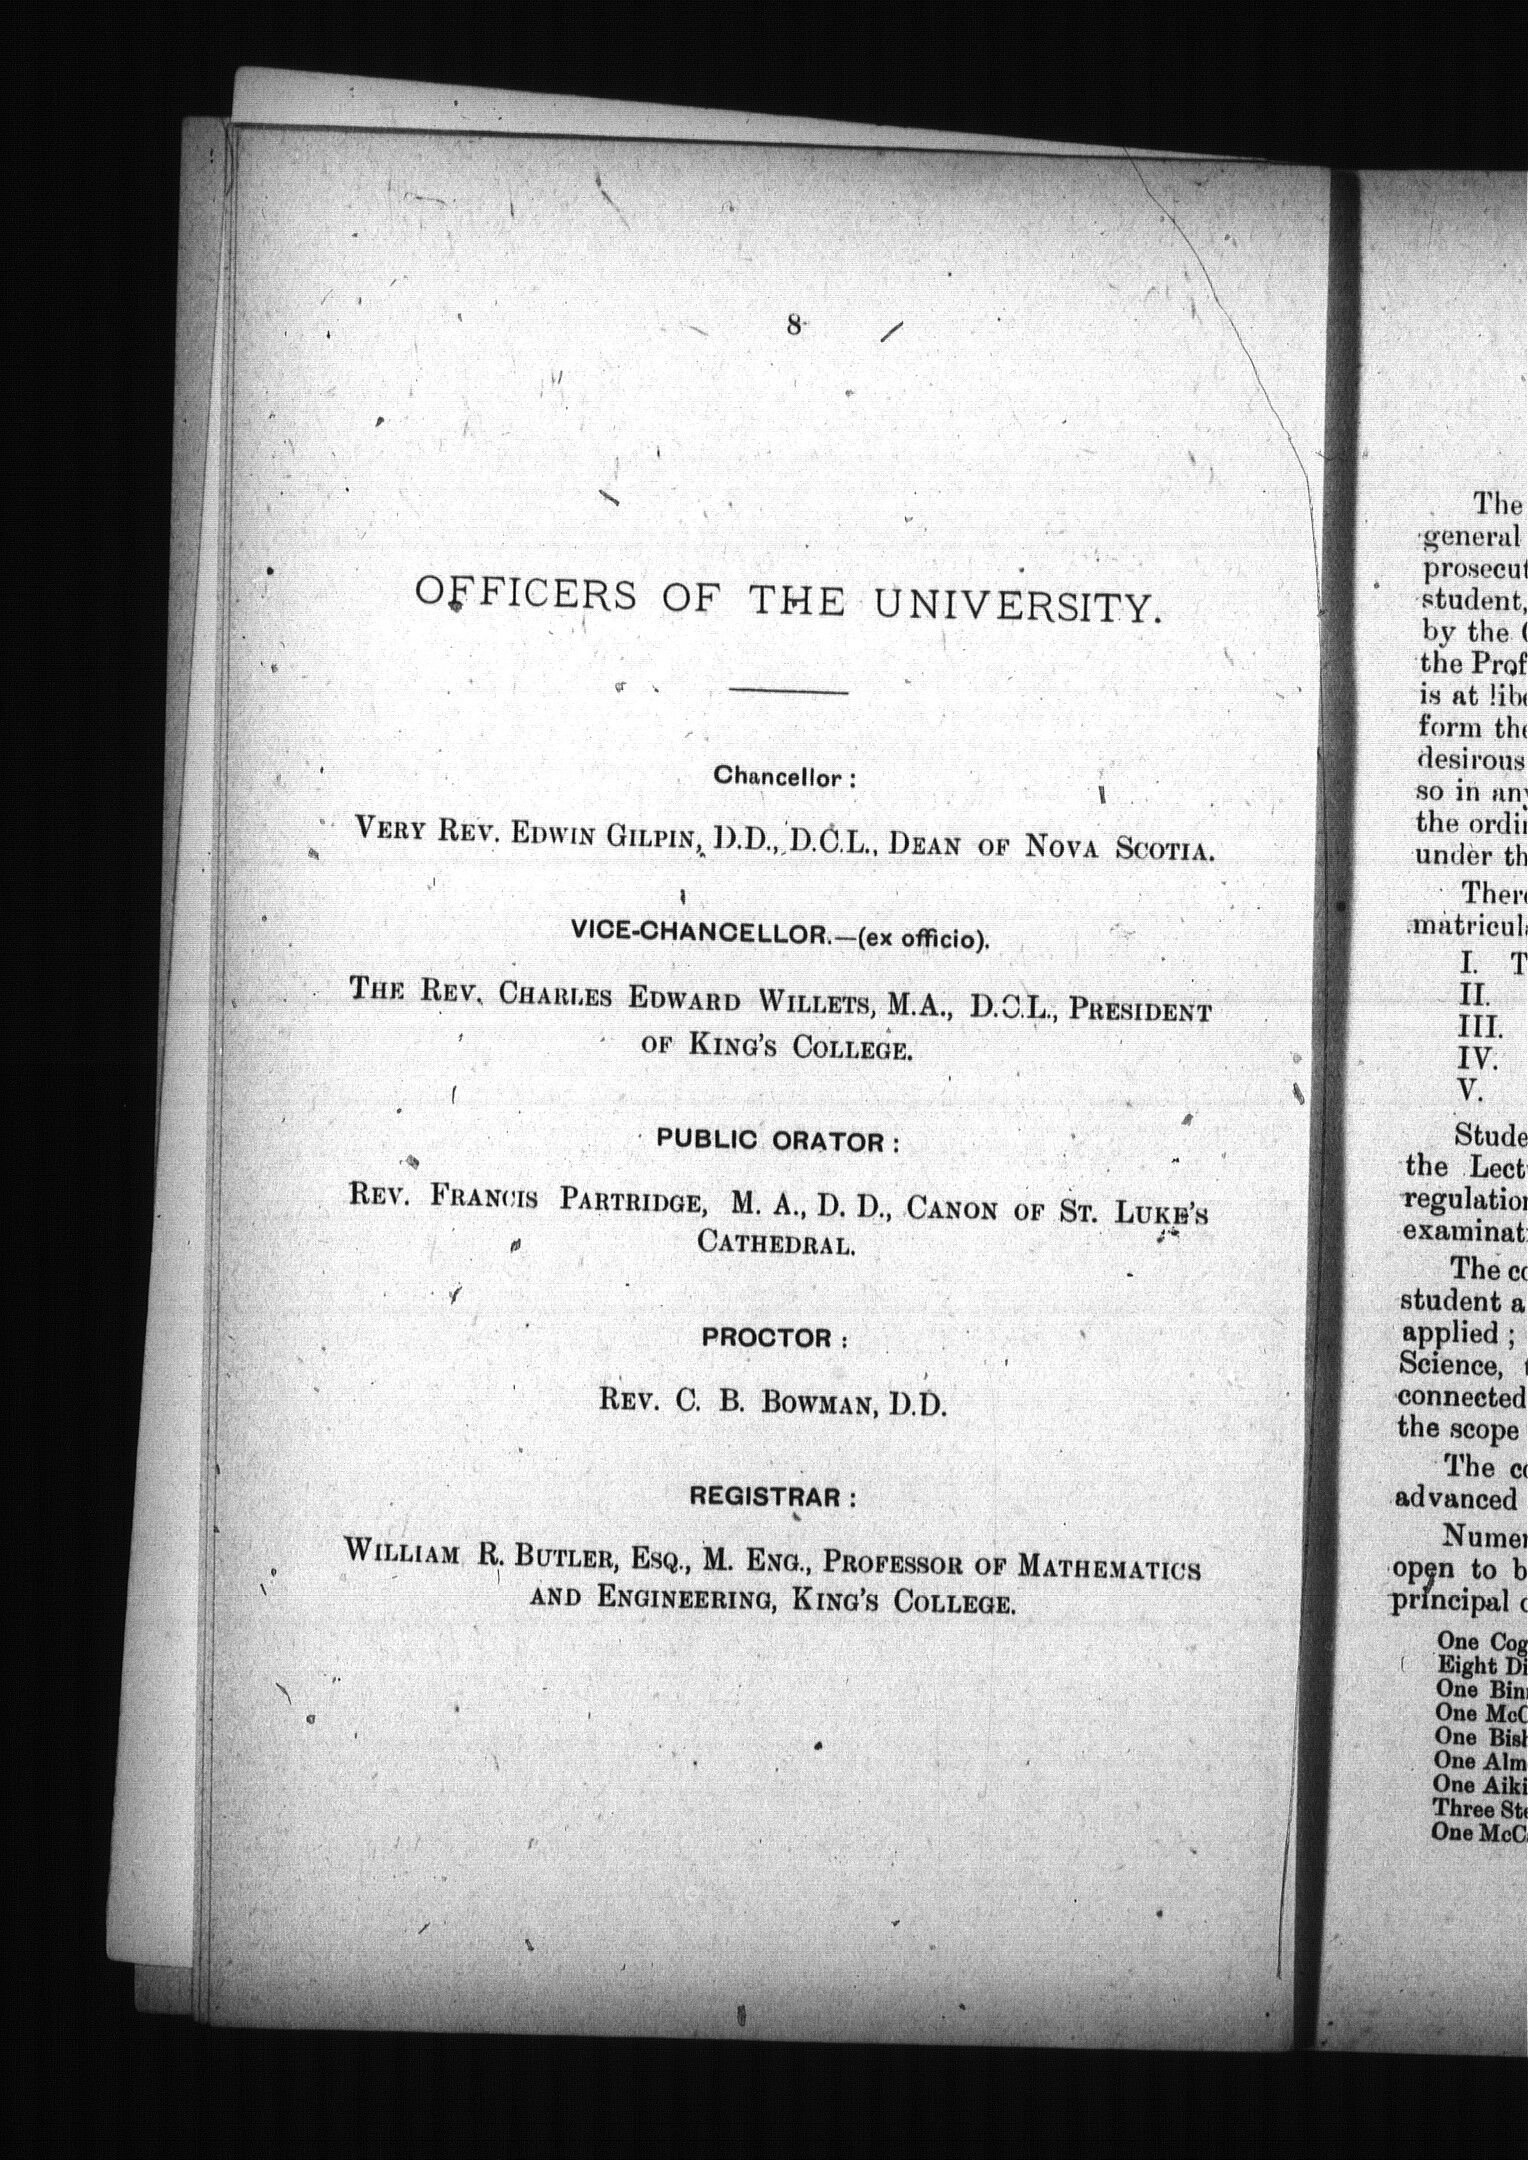 8
OFFICERS OF THE UNIVERSITY.
Chancellor :
VERY REV. EDWIN GILPIN, D.D., D.C.L., DEAN OF NOVA SCOTIA.
VICE-CHANCELLOR.—(ex officio).
THE REV. CHARLES EDWARD WILLETS, M.A., D.C.L., PRESIDENT
OF KING'S COLLEGE.
PUBLIC ORATOR :
REV. FRANCIS PARTRIDGE, M. A., D. D., CANON OF ST. LUKE'S
CATHEDRAL.
PROCTOR :
REV. C. B. BOWMAN, D.D.
REGISTRAR :
WILLIAM R. BUTLER, ESQ., M. ENG., PROFESSOR OF MATHEMATICS
AND ENGINEERING, KING'S COLLEGE.
The
general
student,
by the
the
is at
form
desirous
so in
the
under
I.
II.
III.
IV.
V.
the
The
student
applied ;
Science,
connected
the scope
The
advanced
open to
principal
One
Eight
One
One
One
One
One
Three
One